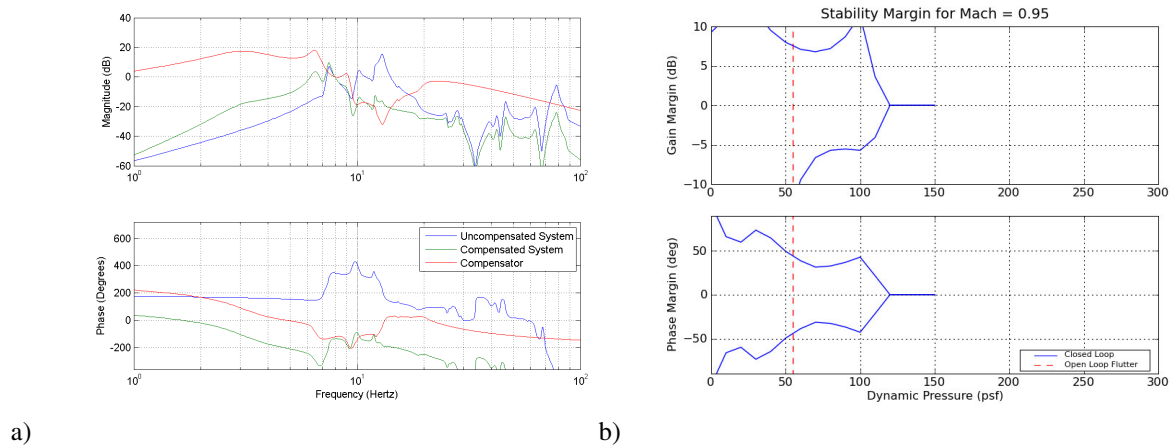 40
20
0
-20
-40
-60
Magnitude (dB)
10^0
10^1
10^2
600
400
200
0
-200
Phase (Degrees)
Uncompensated System
Compensated System
Compensator
10^0
10^1
10^2
Frequency (Hertz)
a)
Stability Margin for Mach = 0.95
10
5
0
−5
−10
Gain Margin (dB)
0 50 100 150 200 250 300
50
0
−50
Phase Margin (deg)
Closed Loop
Open Loop Flutter
0 50 100 150 200 250 300
Dynamic Pressure (psf)
b)